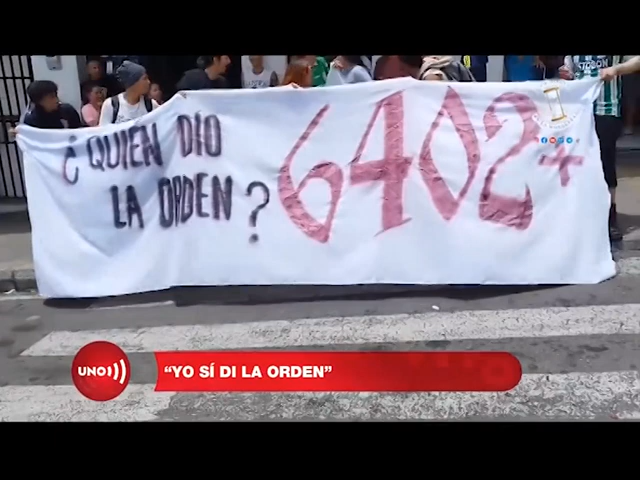 ¿QUIEN DIO
LA ORDEN?
6402+
UNO
"YO SÍ DI LA ORDEN"